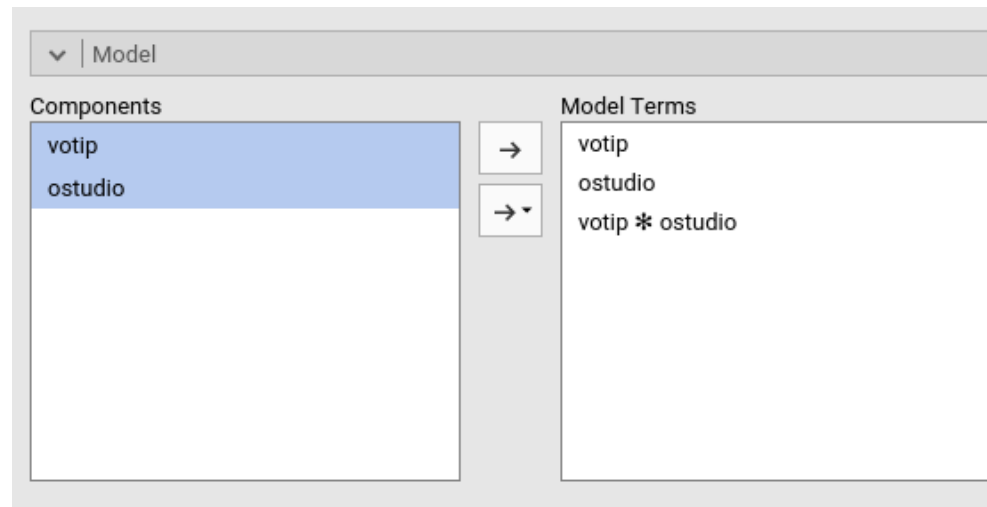 Model
Components
votip
ostudio
Model Terms
votip
ostudio
votip ✻ ostudio